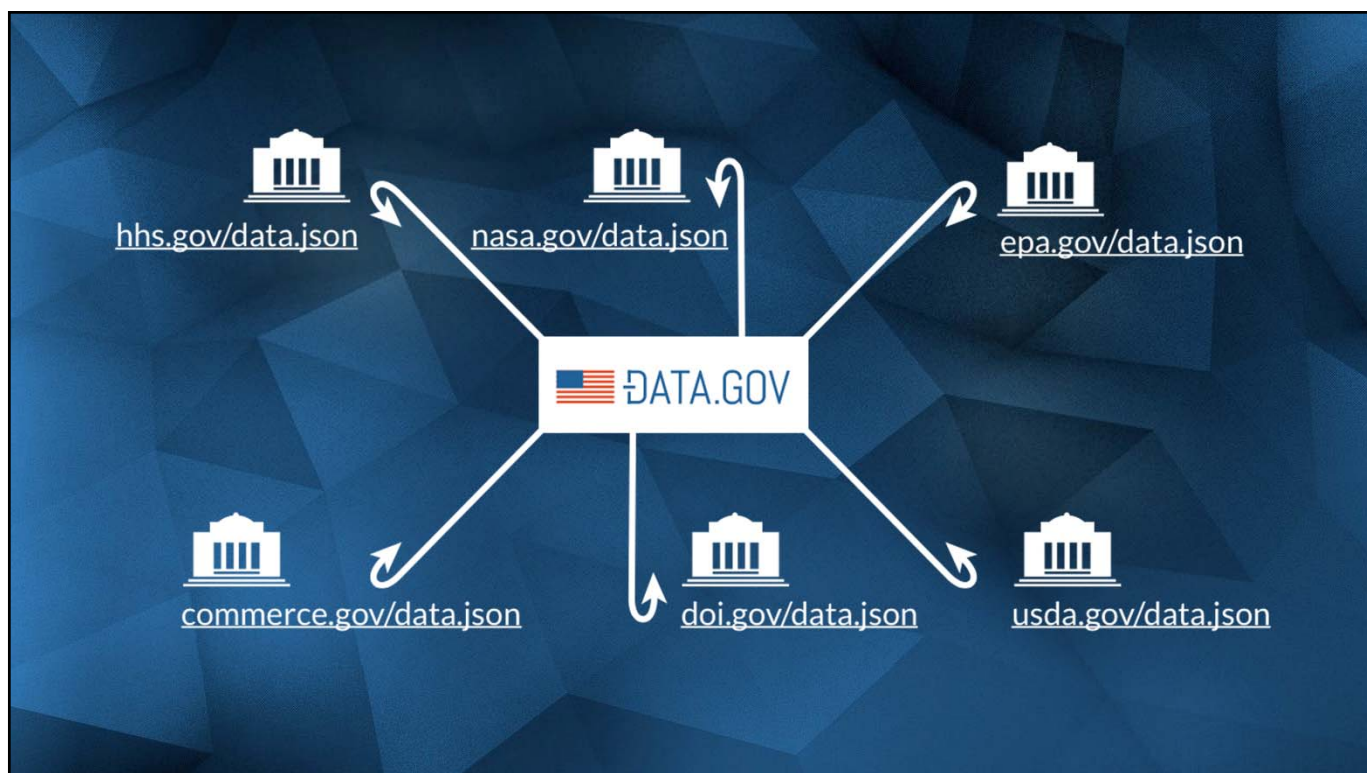 hhs.gov/data.json
nasa.gov/data.json
epa.gov/data.json
DATA.GOV
commerce.gov/data.json
doi.gov/data.json
usda.gov/data.json